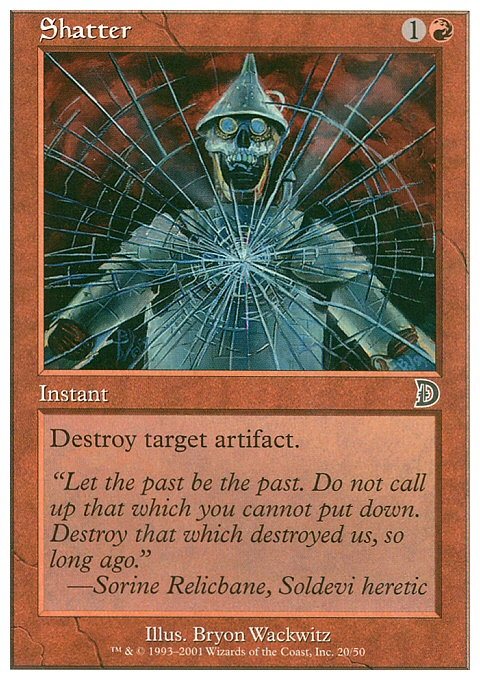 Shatter 1
Instant
Destroy target artifact.
“Let the past be the past. Do not call
up that which you cannot put down.
Destroy that which destroyed us, so
long ago.”
—Sorine Relicbane, Soldevi heretic
Illus. Bryon Wackwitz
™ & © 1993–2001 Wizards of the Coast, Inc. 20/50